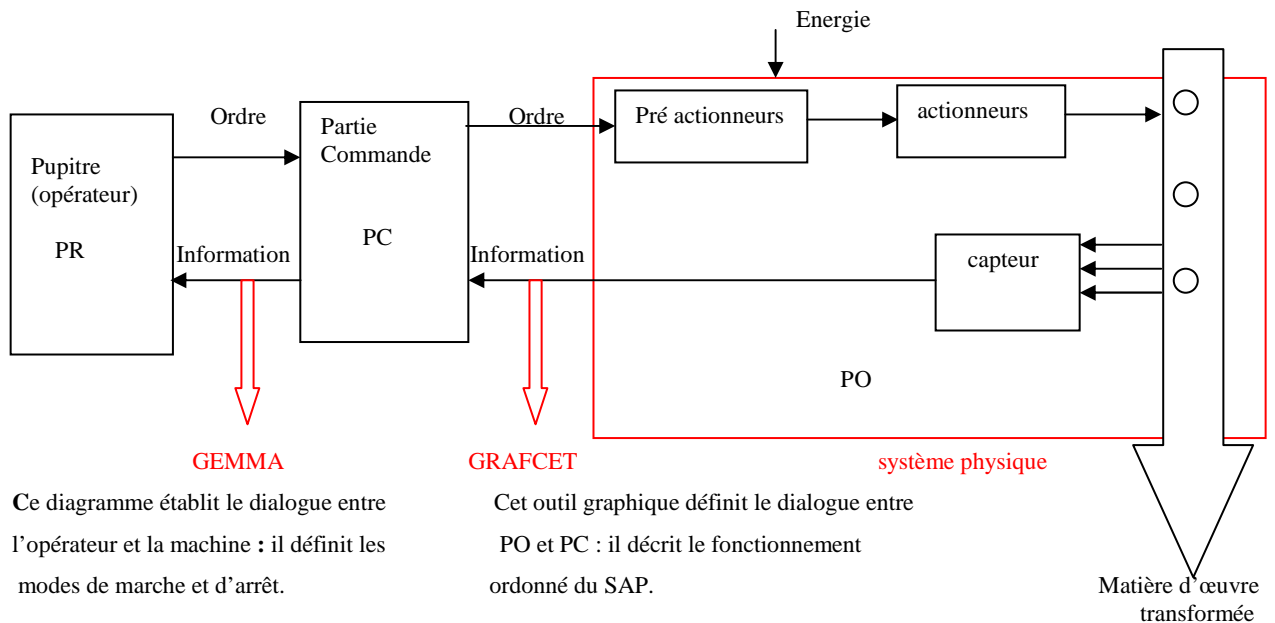 Energie
Ordre
Partie
Commande
PC
Ordre
Pré actionneurs
actionneurs
Pupitre
(opérateur)
PR
Information
Information
capteur
PO
GEMMA
GRAFCET
système physique
Ce diagramme établit le dialogue entre
l'opérateur et la machine : il définit les
modes de marche et d'arrêt.
Cet outil graphique définit le dialogue entre
PO et PC : il décrit le fonctionnement
ordonné du SAP.
Matière d'œuvre
transformée